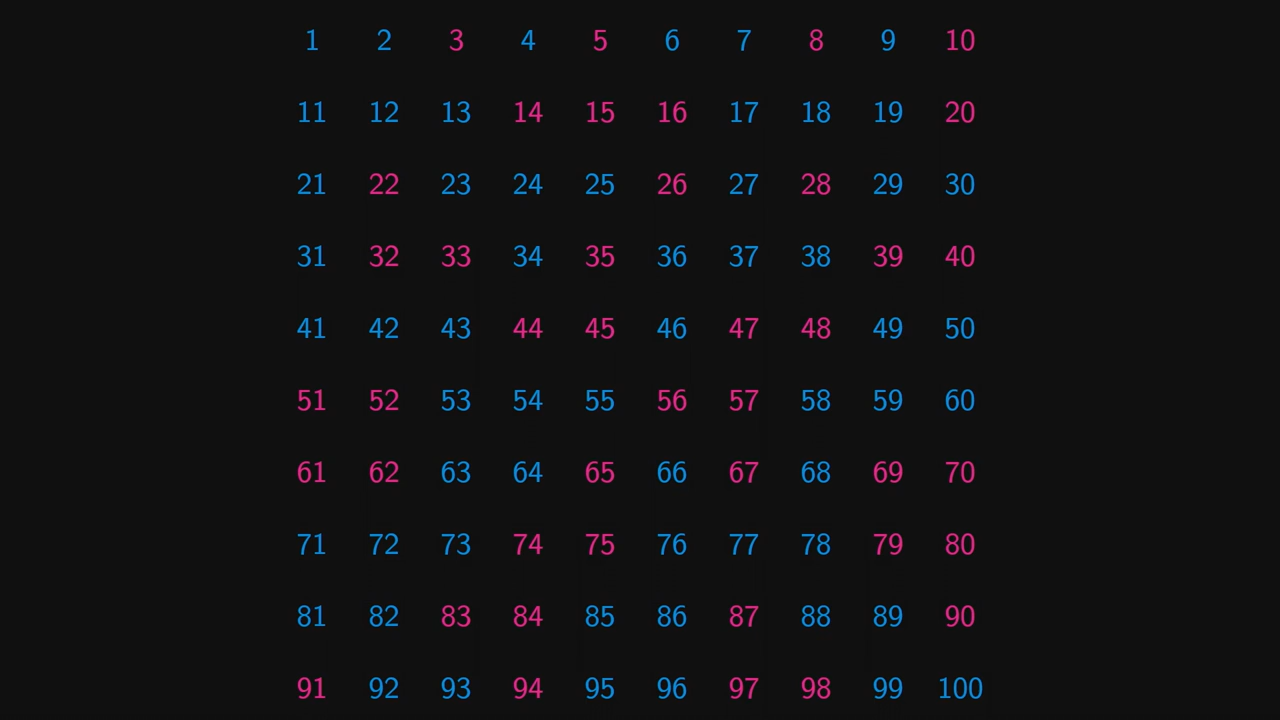 1 2 3 4 5 6 7 8 9 10
11 12 13 14 15 16 17 18 19 20
21 22 23 24 25 26 27 28 29 30
31 32 33 34 35 36 37 38 39 40
41 42 43 44 45 46 47 48 49 50
51 52 53 54 55 56 57 58 59 60
61 62 63 64 65 66 67 68 69 70
71 72 73 74 75 76 77 78 79 80
81 82 83 84 85 86 87 88 89 90
91 92 93 94 95 96 97 98 99 100